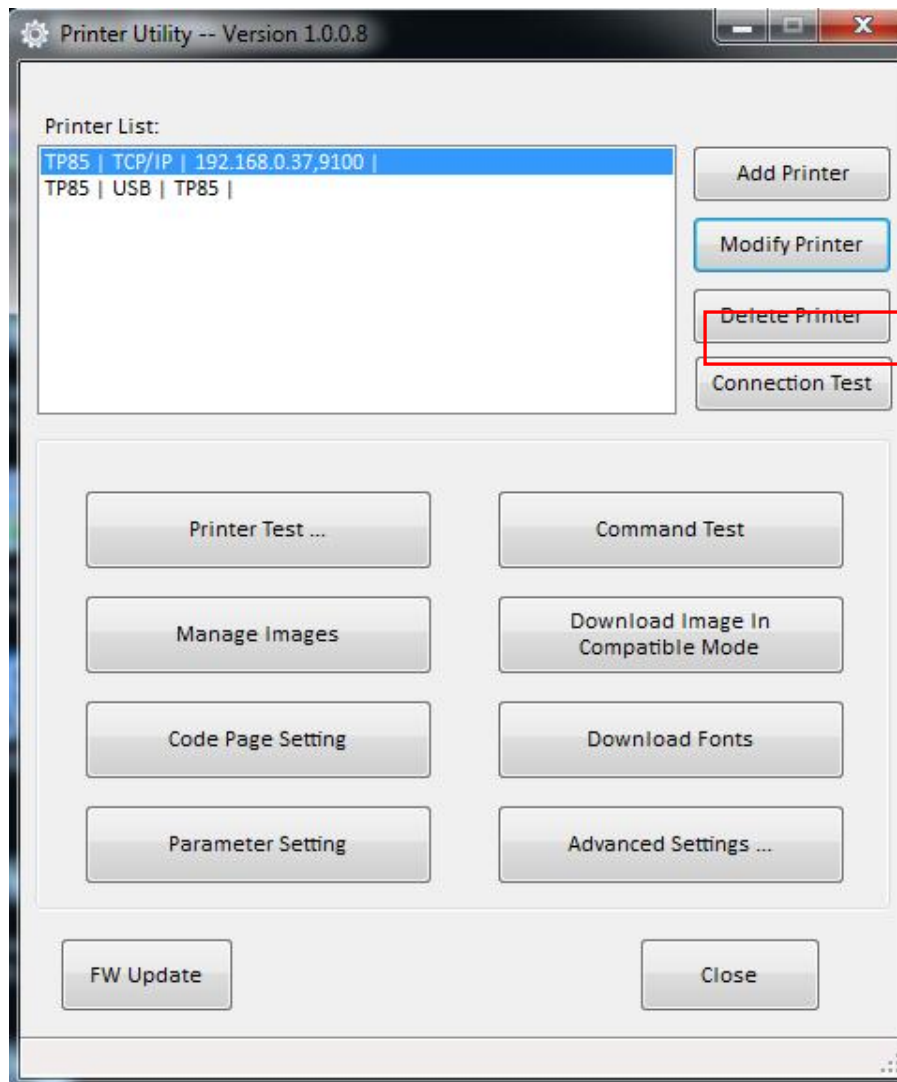 Printer Utility -- Version 1.0.0.8
Printer List:
TP85 | TCP/IP | 192.168.0.37,9100 |
TP85 | USB | TP85 |
Add Printer
Modify Printer
Delete Printer
Connection Test
Printer Test ...
Command Test
Manage Images
Download Image In
Compatible Mode
Code Page Setting
Download Fonts
Parameter Setting
Advanced Settings ...
FW Update
Close